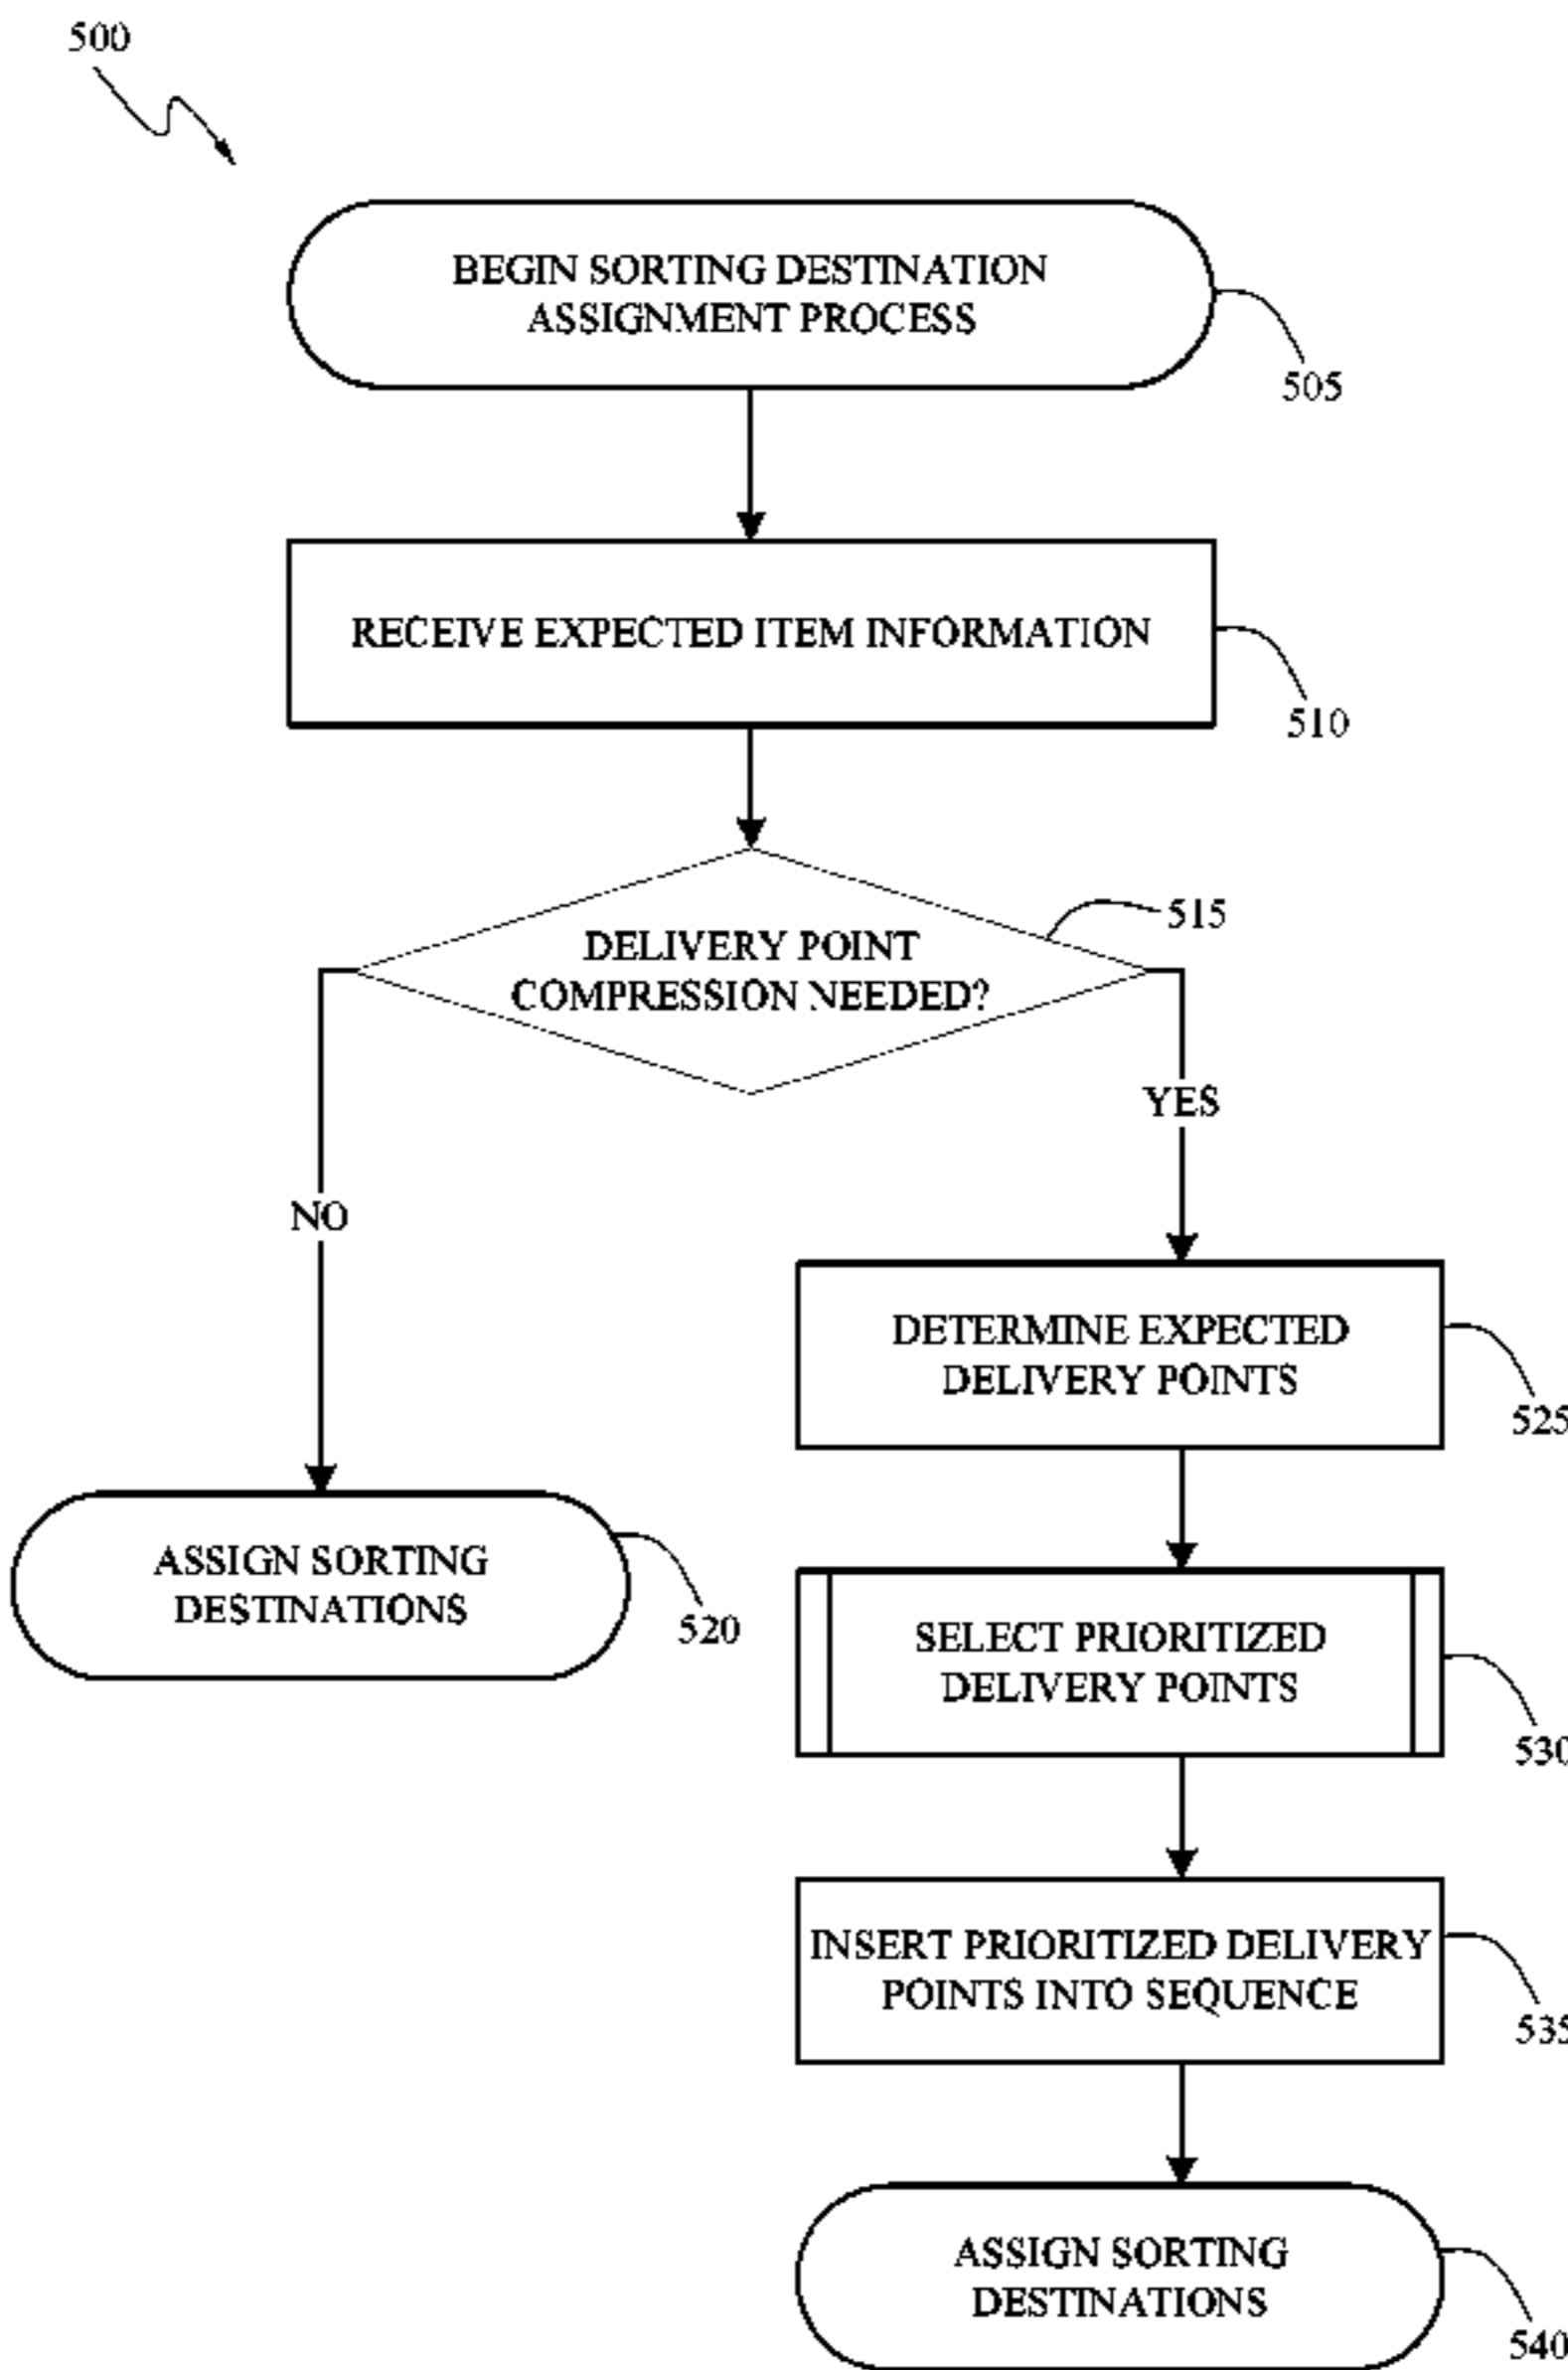 500
BEGIN SORTING DESTINATION
ASSIGNMENT PROCESS
505
RECEIVE EXPECTED ITEM INFORMATION
510
515
DELIVERY POINT
COMPRESSION NEEDED?
YES
NO
DETERMINE EXPECTED
DELIVERY POINTS
525
ASSIGN SORTING
DESTINATIONS
520
SELECT PRIORITIZED
DELIVERY POINTS
530
INSERT PRIORITIZED DELIVERY
POINTS INTO SEQUENCE
535
ASSIGN SORTING
DESTINATIONS
540